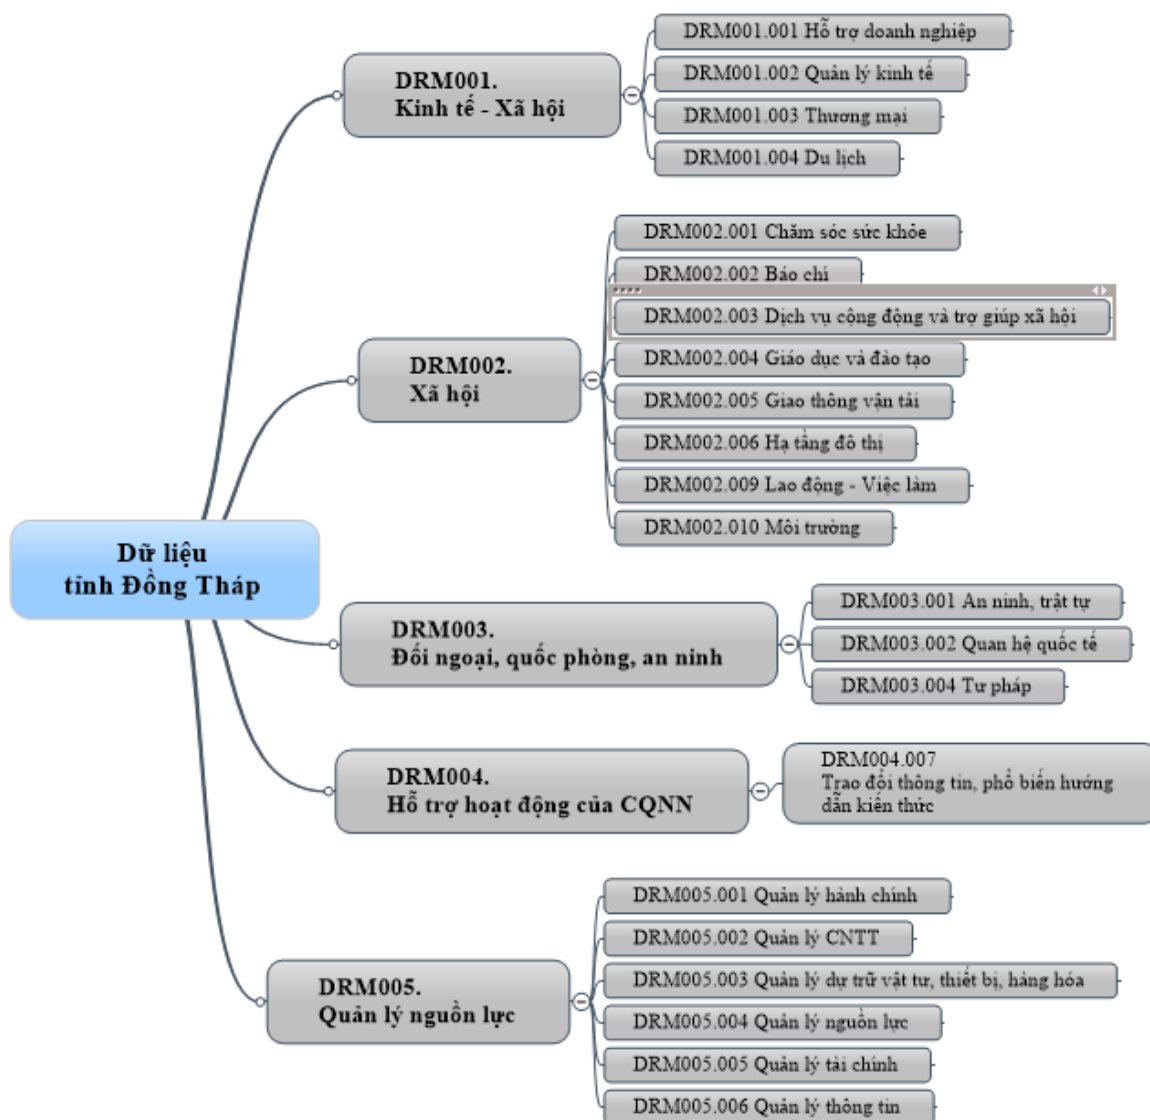 DRM001.
Kinh tế - Xã hội
DRM001.001 Hỗ trợ doanh nghiệp
DRM001.002 Quản lý kinh tế
DRM001.003 Thương mại
DRM001.004 Du lịch
DRM002.
Xã hội
DRM002.001 Chăm sóc sức khỏe
DRM002.002 Báo chí
DRM002.003 Dịch vụ cộng động và trợ giúp xã hội
DRM002.004 Giáo dục và đào tạo
DRM002.005 Giao thông vận tải
DRM002.006 Hạ tầng đô thị
DRM002.009 Lao động - Việc làm
DRM002.010 Môi trường
Dữ liệu
tỉnh Đồng Tháp
DRM003.
Đối ngoại, quốc phòng, an ninh
DRM003.001 An ninh, trật tự
DRM003.002 Quan hệ quốc tế
DRM003.004 Tư pháp
DRM004.
Hỗ trợ hoạt động của CQNN
DRM004.007
Trao đổi thông tin, phổ biến hướng
dẫn kiến thức
DRM005.
Quản lý nguồn lực
DRM005.001 Quản lý hành chính
DRM005.002 Quản lý CNTT
DRM005.003 Quản lý dự trữ vật tư, thiết bị, hàng hóa
DRM005.004 Quản lý nguồn lực
DRM005.005 Quản lý tài chính
DRM005.006 Quản lý thông tin